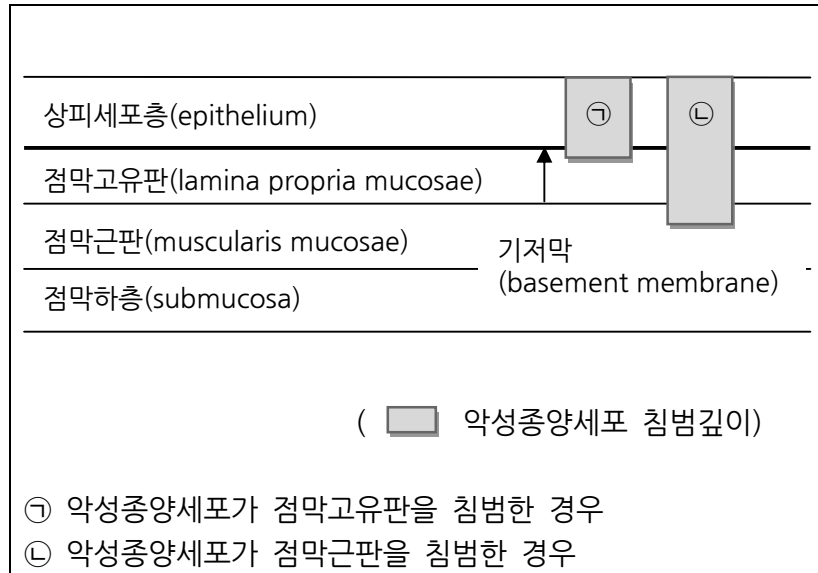 상피세포층(epithelium)
㉠ ㉡
점막고유판(lamina propria mucosae)
점막근판(muscularis mucosae)
기저막
(basement membrane)
점막하층(submucosa)
( 악성종양세포 침범깊이)
㉠ 악성종양세포가 점막고유판을 침범한 경우
㉡ 악성종양세포가 점막근판을 침범한 경우